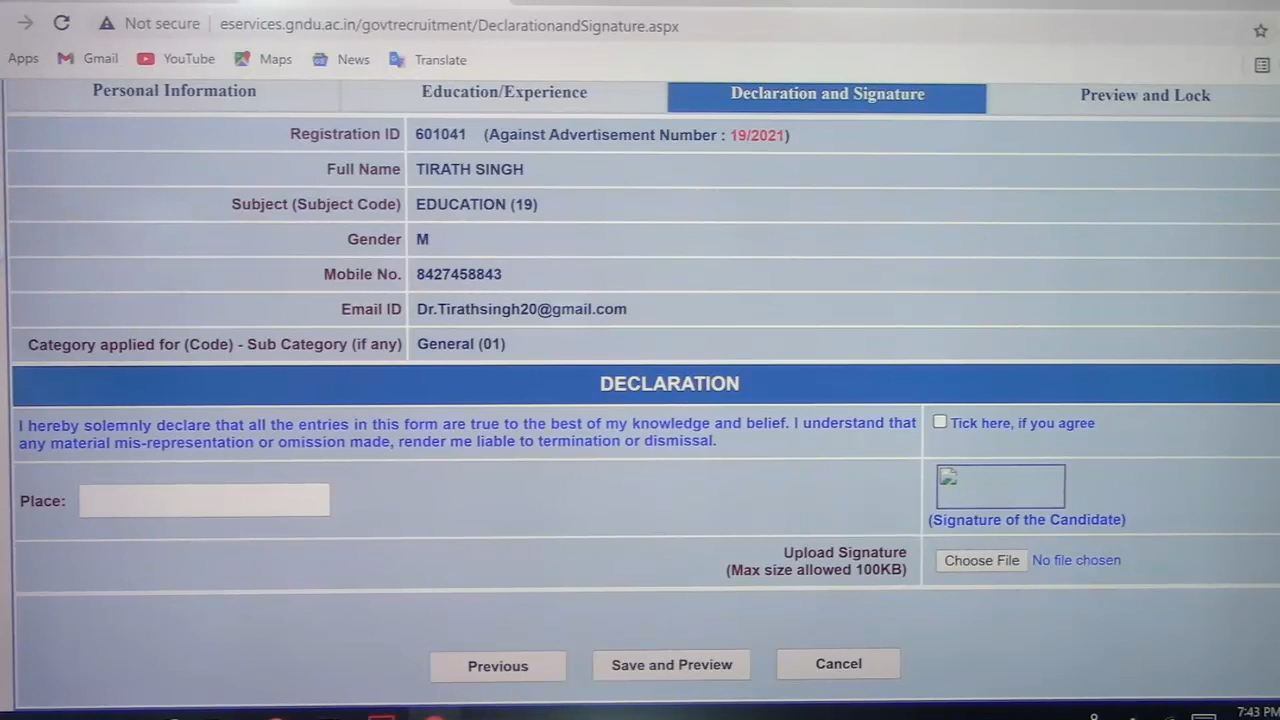 Not secure eservices.gndu.ac.in/govtrecruitment/DeclarationandSignature.aspx
Apps Gmail YouTube Maps News Translate
Personal Information Education/Experience Declaration and Signature Preview and Lock
Registration ID 601041 (Against Advertisement Number : 19/2021)
Full Name TIRATH SINGH
Subject (Subject Code) EDUCATION (19)
Gender M
Mobile No. 8427458843
Email ID Dr.Tirathsingh20@gmail.com
Category applied for (Code) - Sub Category (if any) General (01)
DECLARATION
I hereby solemnly declare that all the entries in this form are true to the best of my knowledge and belief. I understand that
any material mis-representation or omission made, render me liable to termination or dismissal.
Tick here, if you agree
Place:
(Signature of the Candidate)
Upload Signature
(Max size allowed 100KB)
Choose File No file chosen
Previous Save and Preview Cancel
7:43 PM